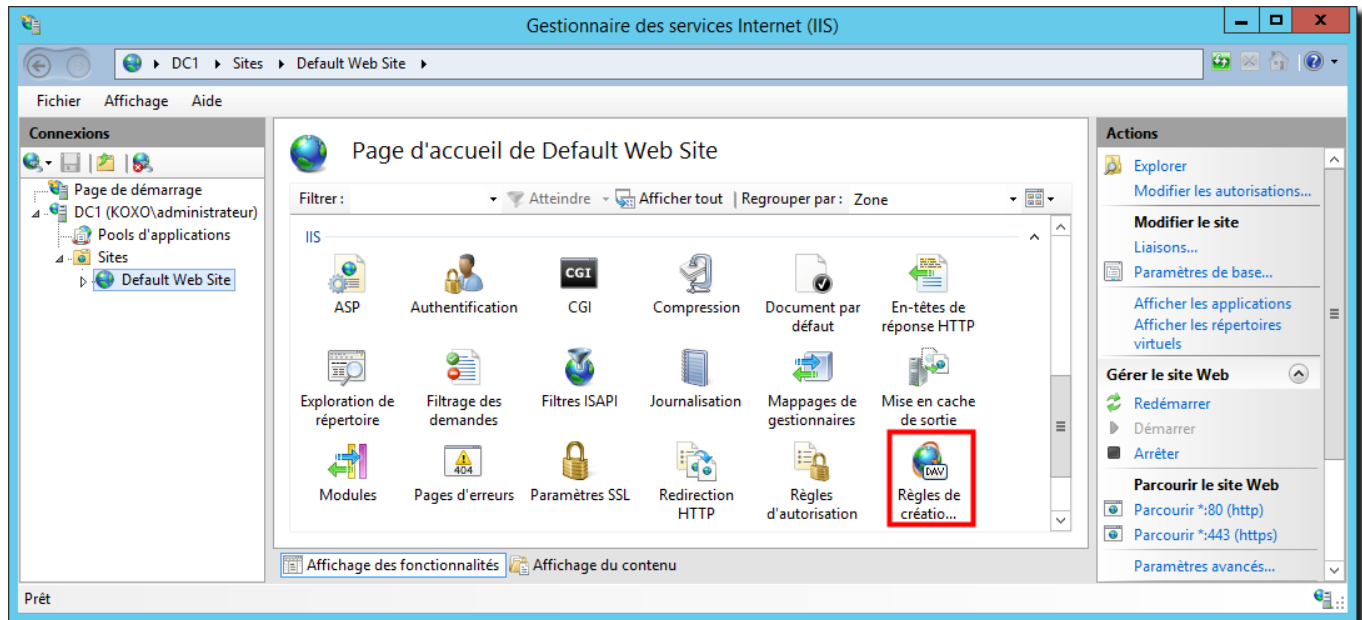 Gestionnaire des services Internet (IIS)
DC1 Sites Default Web Site
Fichier Affichage Aide
Connexions
Page de démarrage
DC1 (KOXO\administrateur)
Pools d'applications
Sites
Default Web Site
Page d'accueil de Default Web Site
Filtrer : Atteindre Afficher tout Regrouper par : Zone
IIS
ASP
Authentification
CGI
CGI
Compression
Document par
défaut
En-têtes de
réponse HTTP
Exploration de
répertoire
Filtrage des
demandes
Filtres ISAPI
Journalisation
Mappages de
gestionnaires
Mise en cache
de sortie
Modules
404
Pages d'erreurs
Paramètres SSL
Redirection
HTTP
Règles
d'autorisation
DAV
Règles de
créatio...
Affichage des fonctionnalités Affichage du contenu
Actions
Explorer
Modifier les autorisations...
Modifier le site
Liaisons...
Paramètres de base...
Afficher les applications
Afficher les répertoires
virtuels
Gérer le site Web
Redémarrer
Démarrer
Arrêter
Parcourir le site Web
Parcourir *:80 (http)
Parcourir *:443 (https)
Paramètres avancés...
Prêt